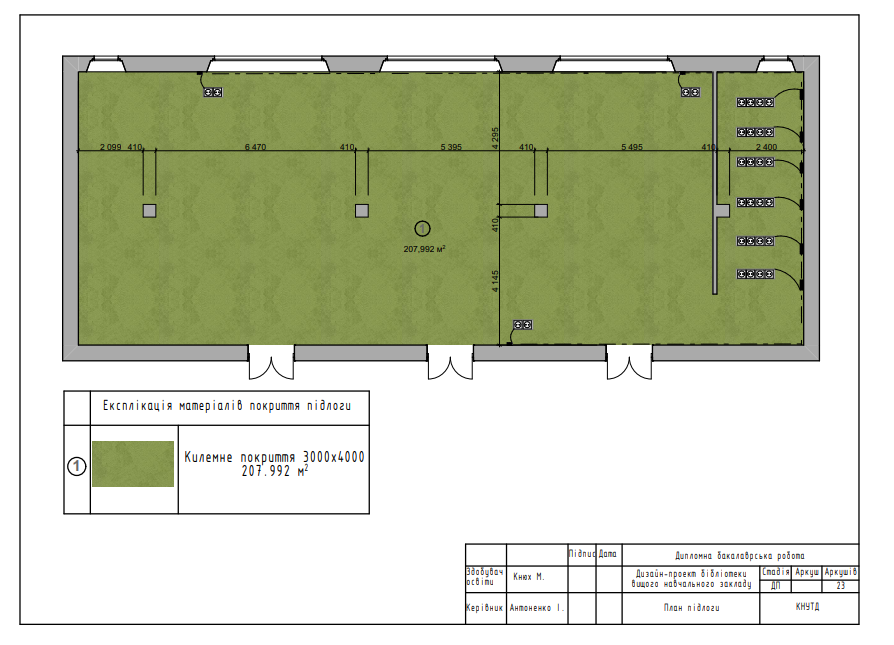 2 099 410 6 470 410 5 395 410 5 495 410 2 400
4 295
410
4 145
1
207,992 м²
Експлікація матеріалів покриття підлоги
1
Килемне покриття 3000х4000
207.992 м²
Підпис Дата Дипломна бакалаврська робота
Здобувач освіти Кнюх М. Дизайн-проект бібліотеки
вищого навчального закладу
Стадія Аркуш Аркушів
ДП 23
Керівник Антоненко І. План підлоги КНУТД